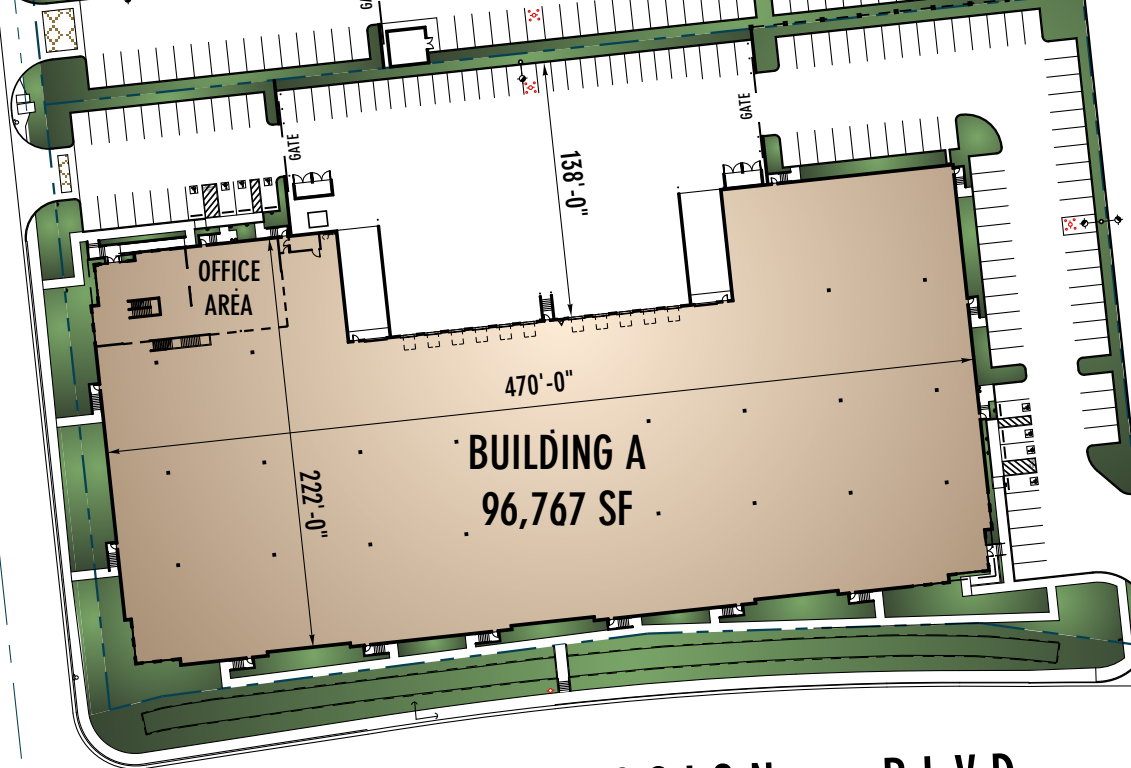 GATE
GATE
138'-0"
OFFICE
AREA
470'-0"
BUILDING A
96,767 SF
222'-0"
BLVD